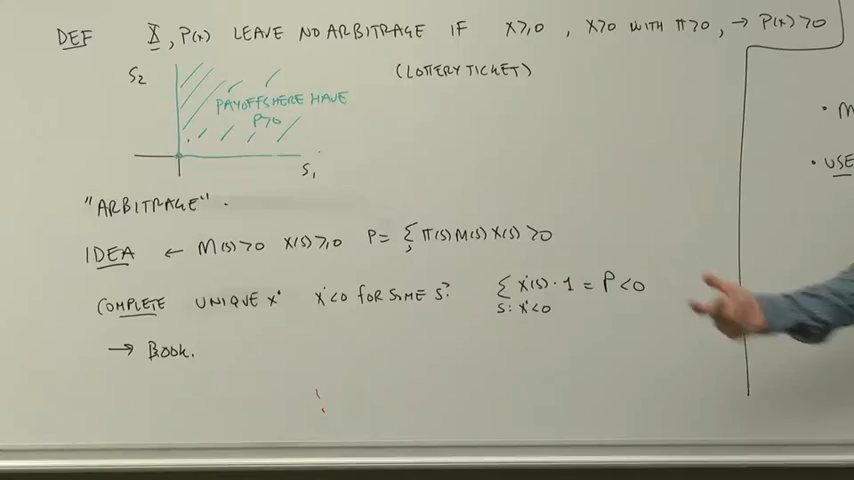 DEF X, P(x) LEAVE NO ARBITRAGE IF X≥0, X>0 WITH π>0, → P(x)>0
S2
(LOTTERY TICKET)
PAYOFFS HERE HAVE
P>0
S1
"ARBITRAGE".
IDEA ← M(s)>0 X(s)≥0 P= Σ π(s)M(s)X(s)>0
s
COMPLETE UNIQUE X* X*<0 FOR SOME S? Σ X*(s)·1 = P<0
S: X*<0
→ BOOK.
• M
• USE